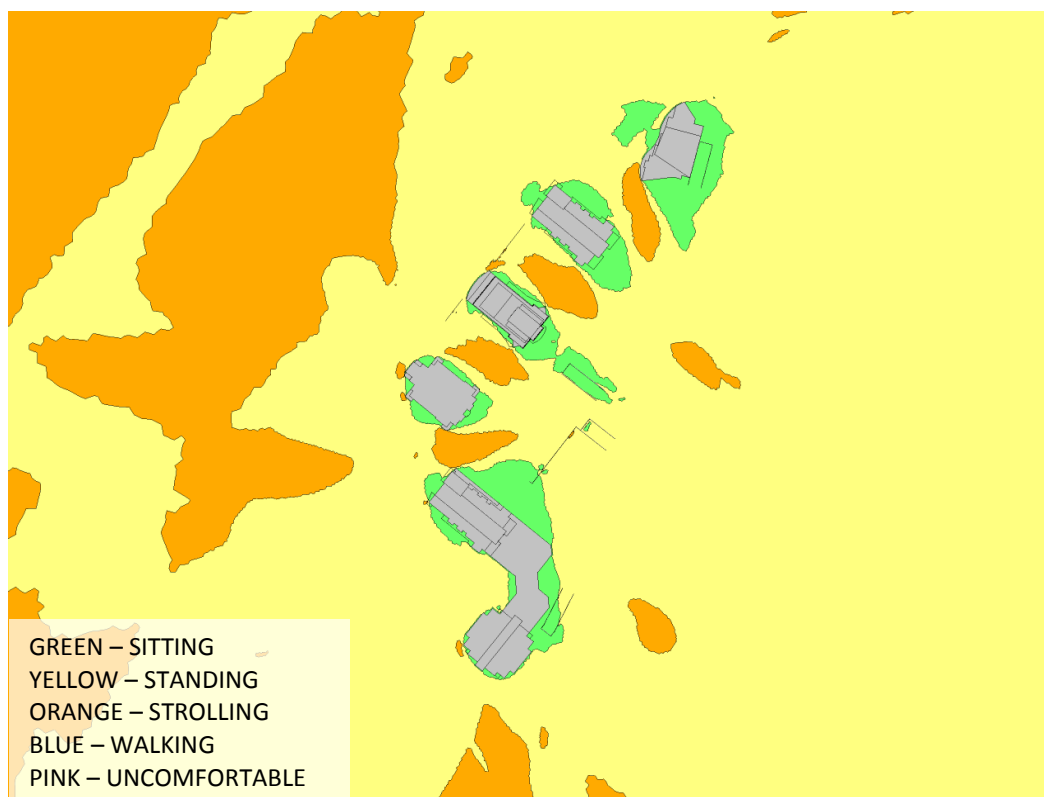 GREEN – SITTING
YELLOW – STANDING
ORANGE – STROLLING
BLUE – WALKING
PINK – UNCOMFORTABLE